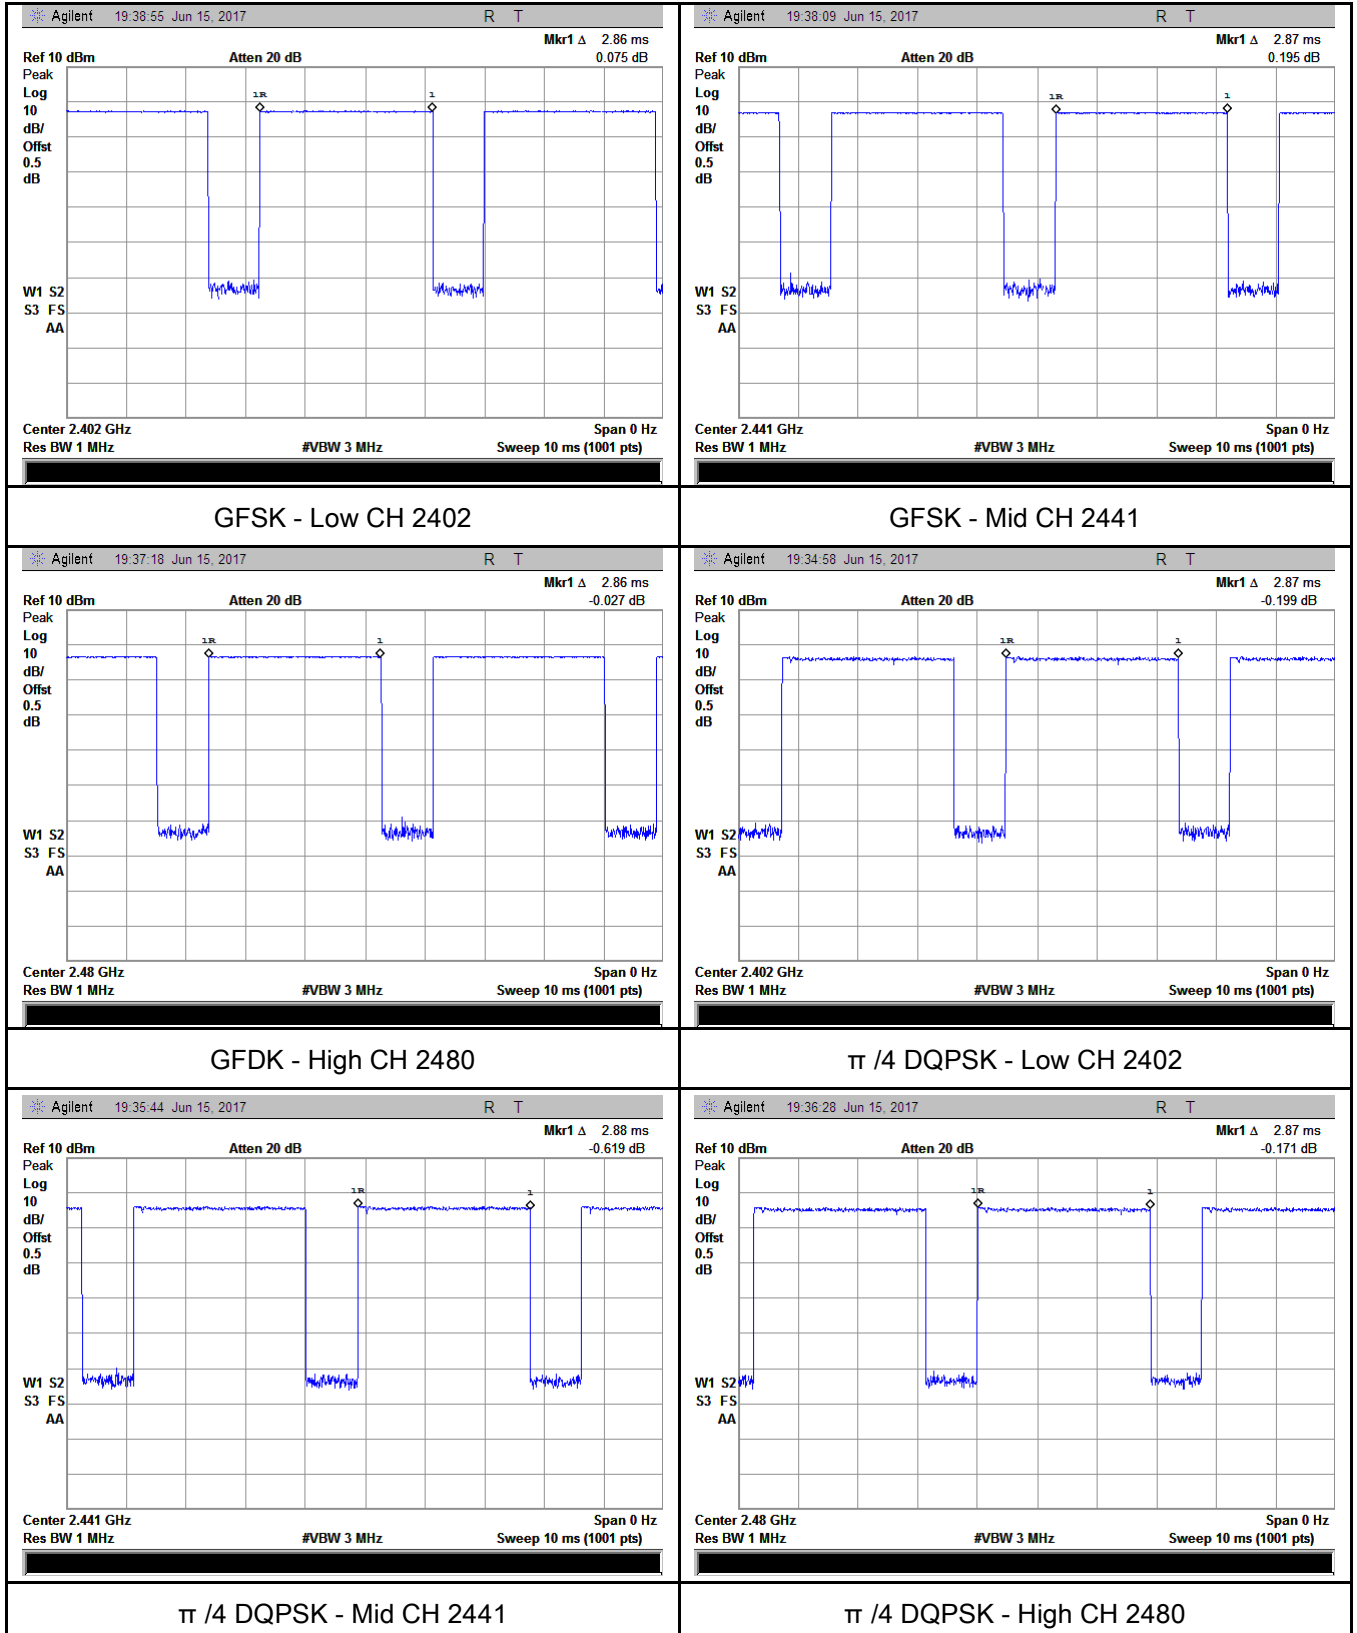 Agilent 19:38:55 Jun 15, 2017 R T
Mkr1 Δ 2.86 ms
Ref 10 dBm Atten 20 dB 0.075 dB
Peak
Log
10
dB/
Offst
0.5
dB
1R 1
W1 S2
S3 FS
AA
Center 2.402 GHz Span 0 Hz
Res BW 1 MHz #VBW 3 MHz Sweep 10 ms (1001 pts)
GFSK - Low CH 2402
Agilent 19:38:09 Jun 15, 2017 R T
Mkr1 Δ 2.87 ms
Ref 10 dBm Atten 20 dB 0.195 dB
Peak
Log
10
dB/
Offst
0.5
dB
1R 1
W1 S2
S3 FS
AA
Center 2.441 GHz Span 0 Hz
Res BW 1 MHz #VBW 3 MHz Sweep 10 ms (1001 pts)
GFSK - Mid CH 2441
Agilent 19:37:18 Jun 15, 2017 R T
Mkr1 Δ 2.86 ms
Ref 10 dBm Atten 20 dB -0.027 dB
Peak
Log
10
dB/
Offst
0.5
dB
1R 1
W1 S2
S3 FS
AA
Center 2.48 GHz Span 0 Hz
Res BW 1 MHz #VBW 3 MHz Sweep 10 ms (1001 pts)
GFDK - High CH 2480
Agilent 19:34:58 Jun 15, 2017 R T
Mkr1 Δ 2.87 ms
Ref 10 dBm Atten 20 dB -0.199 dB
Peak
Log
10
dB/
Offst
0.5
dB
1R 1
W1 S2
S3 FS
AA
Center 2.402 GHz Span 0 Hz
Res BW 1 MHz #VBW 3 MHz Sweep 10 ms (1001 pts)
π /4 DQPSK - Low CH 2402
Agilent 19:35:44 Jun 15, 2017 R T
Mkr1 Δ 2.88 ms
Ref 10 dBm Atten 20 dB -0.619 dB
Peak
Log
10
dB/
Offst
0.5
dB
1R 1
W1 S2
S3 FS
AA
Center 2.441 GHz Span 0 Hz
Res BW 1 MHz #VBW 3 MHz Sweep 10 ms (1001 pts)
π /4 DQPSK - Mid CH 2441
Agilent 19:36:28 Jun 15, 2017 R T
Mkr1 Δ 2.87 ms
Ref 10 dBm Atten 20 dB -0.171 dB
Peak
Log
10
dB/
Offst
0.5
dB
1R 1
W1 S2
S3 FS
AA
Center 2.48 GHz Span 0 Hz
Res BW 1 MHz #VBW 3 MHz Sweep 10 ms (1001 pts)
π /4 DQPSK - High CH 2480